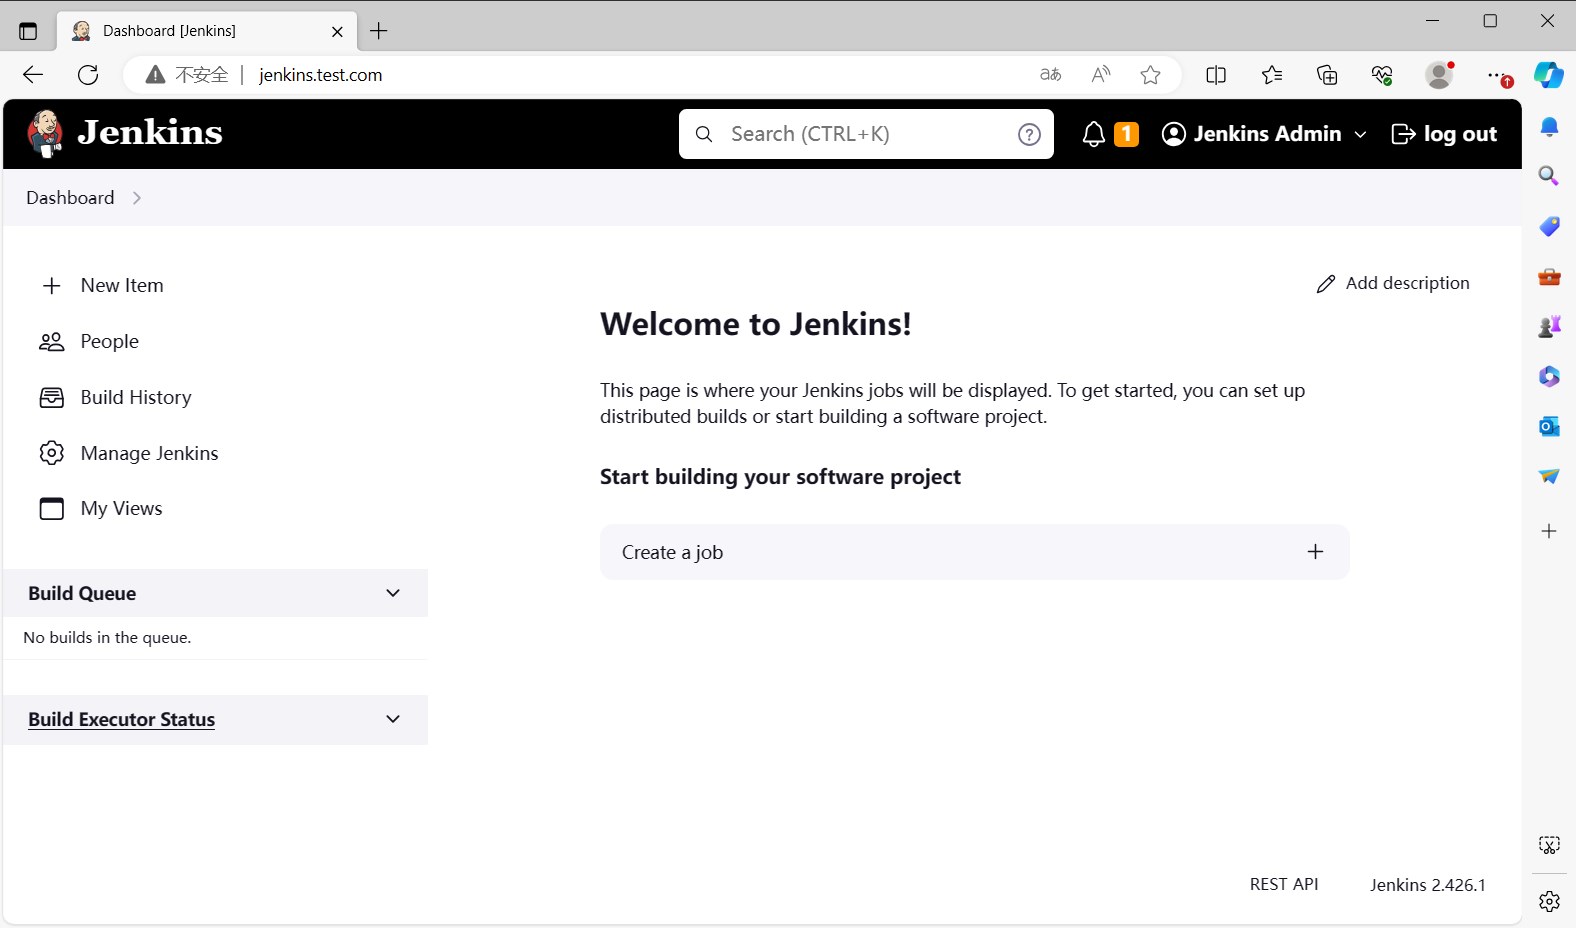 Dashboard [Jenkins]
不安全 jenkins.test.com
Jenkins
Search (CTRL+K)
1
Jenkins Admin
log out
Dashboard
New Item
People
Build History
Manage Jenkins
My Views
Build Queue
No builds in the queue.
Build Executor Status
Add description
Welcome to Jenkins!
This page is where your Jenkins jobs will be displayed. To get started, you can set up
distributed builds or start building a software project.
Start building your software project
Create a job
REST API
Jenkins 2.426.1